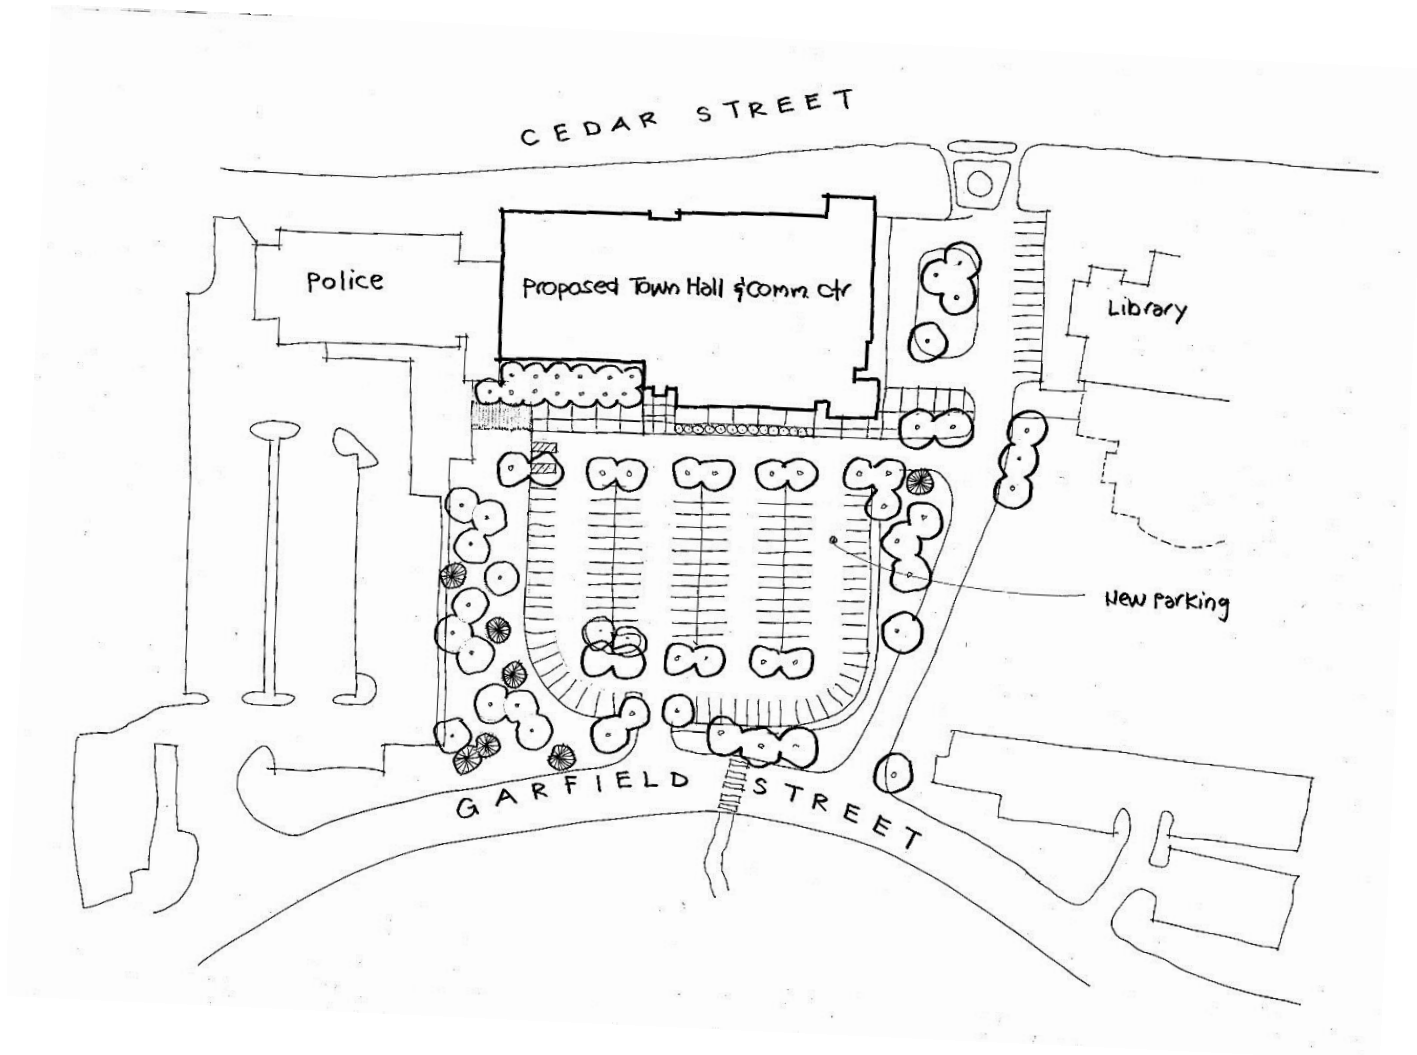 CEDAR STREET
Police
Proposed Town Hall & Comm. Ctr
Library
New Parking
GARFIELD STREET